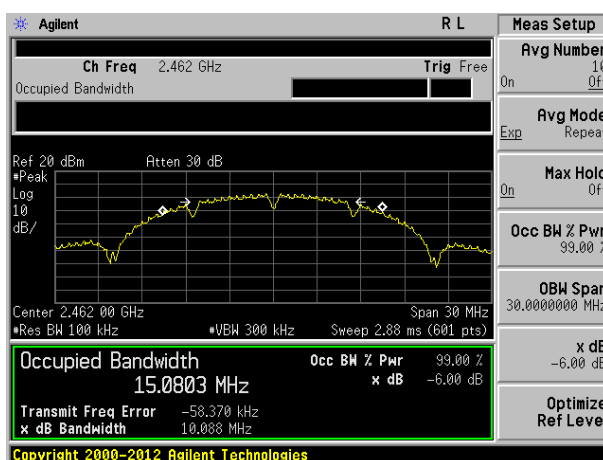 Agilent R L Meas Setup
Ch Freq 2.462 GHz Trig Free
Occupied Bandwidth
Avg Number
10
On Off
Avg Mode
Exp Repeat
Max Hold
On Off
Occ BW % Pwr
99.00 %
OBW Span
30.0000000 MHz
x dB
-6.00 dB
Optimize
Ref Level
Ref 20 dBm Atten 30 dB
#Peak
Log
10
dB/
Center 2.462 00 GHz Span 30 MHz
#Res BW 100 kHz #VBW 300 kHz Sweep 2.88 ms (601 pts)
Occupied Bandwidth Occ BW % Pwr 99.00 %
15.0803 MHz x dB -6.00 dB
Transmit Freq Error -58.370 kHz
x dB Bandwidth 10.088 MHz
Copyright 2000-2012 Agilent Technologies